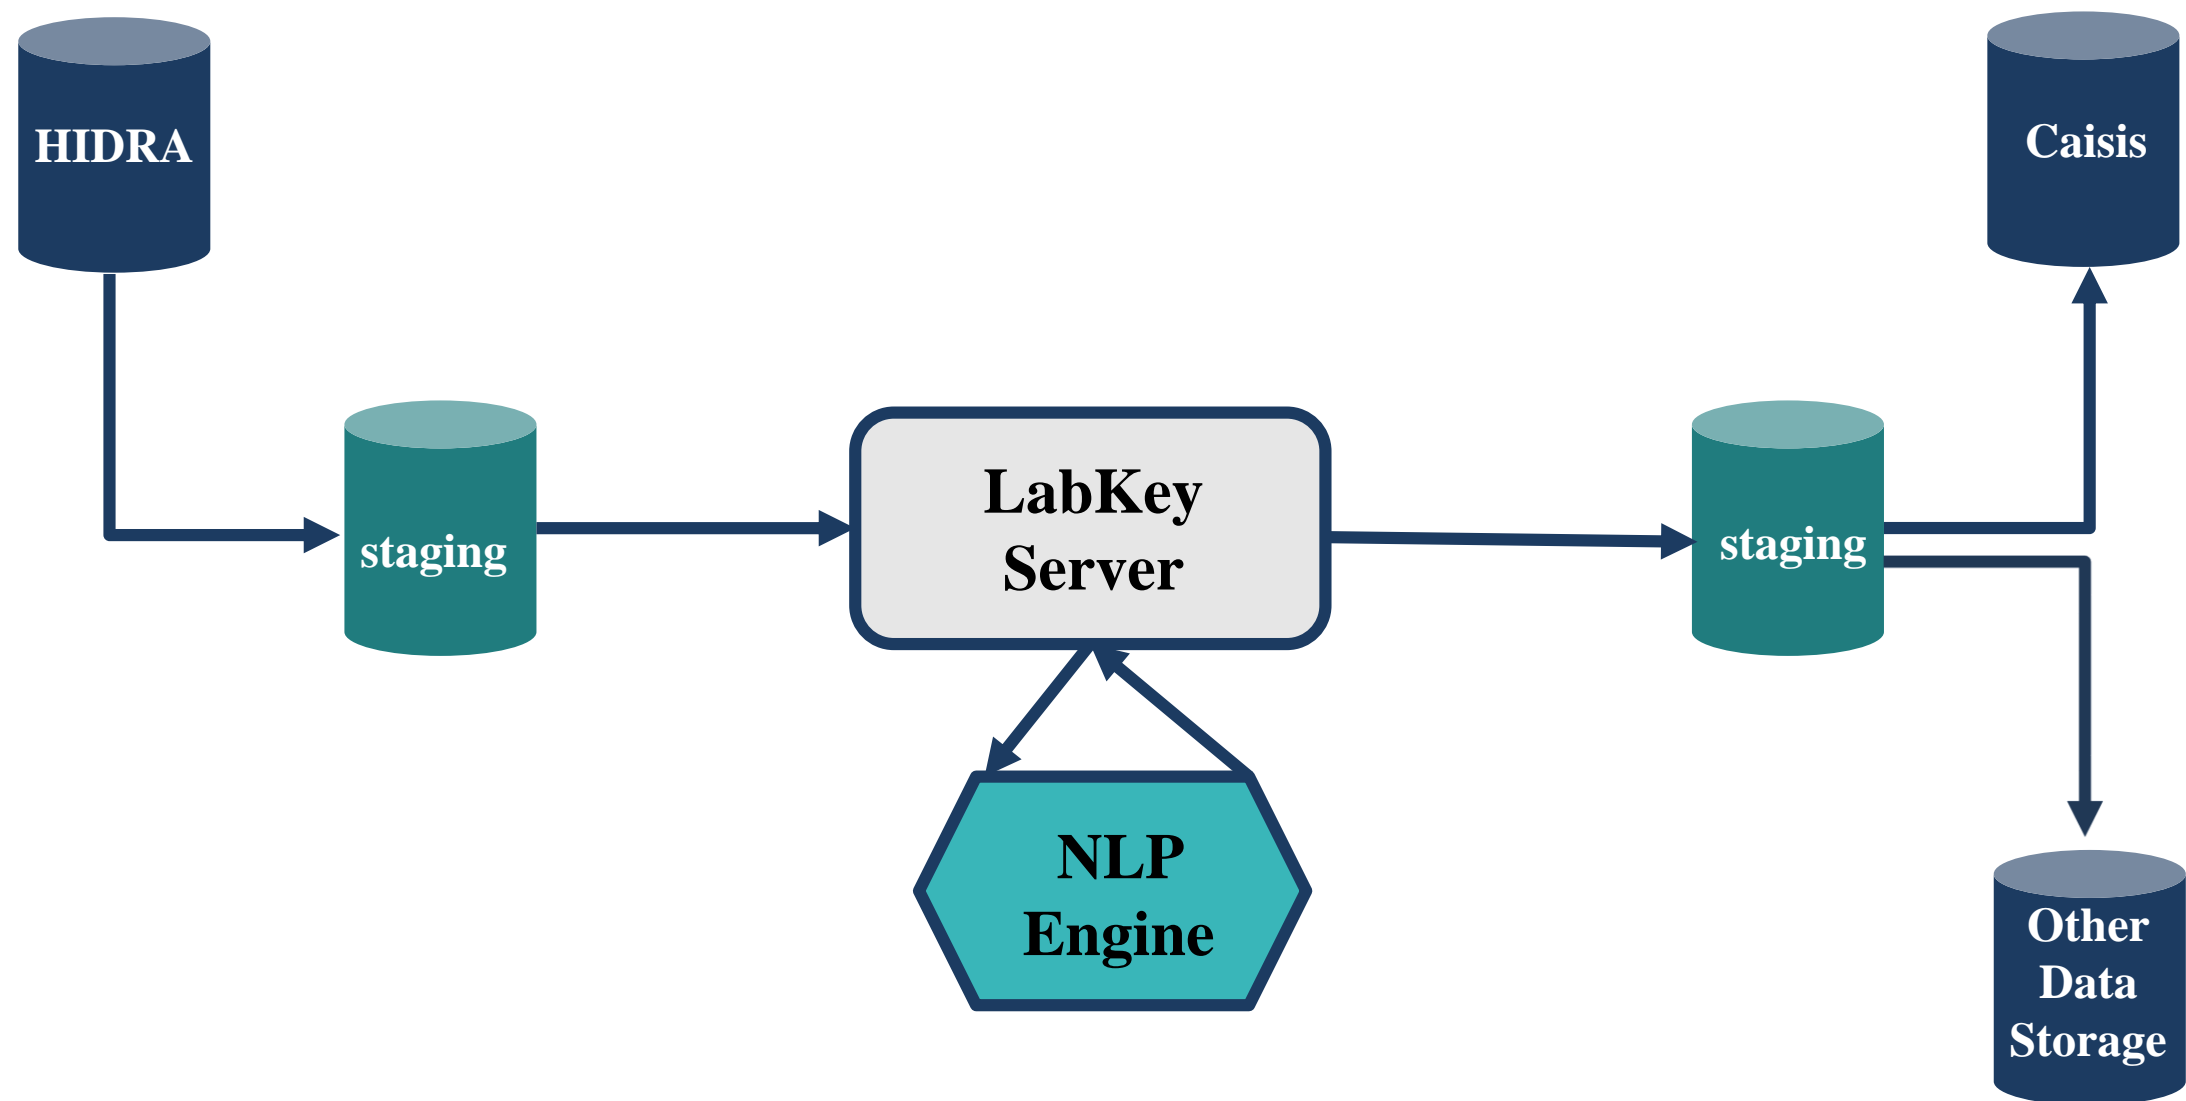 HIDRA
Caisis
staging
LabKey
Server
staging
NLP
Engine
Other
Data
Storage